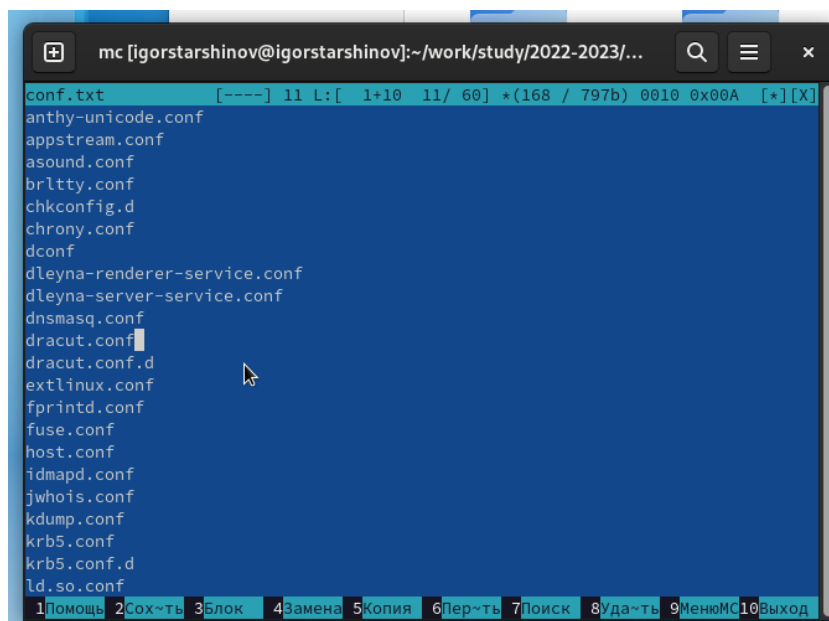 mc [igorstarshinov@igorstarshinov]:~/work/study/2022-2023/...
conf.txt [----] 11 L:[ 1+10 11/ 60] *(168 / 797b) 0010 0x00A [*][X]
anthy-unicode.conf
appstream.conf
asound.conf
brltty.conf
chkconfig.d
chrony.conf
dconf
dleyna-renderer-service.conf
dleyna-server-service.conf
dnsmasq.conf
dracut.conf
dracut.conf.d
extlinux.conf
fprintd.conf
fuse.conf
host.conf
idmapd.conf
jwhois.conf
kdump.conf
krb5.conf
krb5.conf.d
ld.so.conf
1Помощь 2Сох~ть 3Блок 4Замена 5Копия 6Пер~ть 7Поиск 8Уда~ть 9МенюMC 10Выход